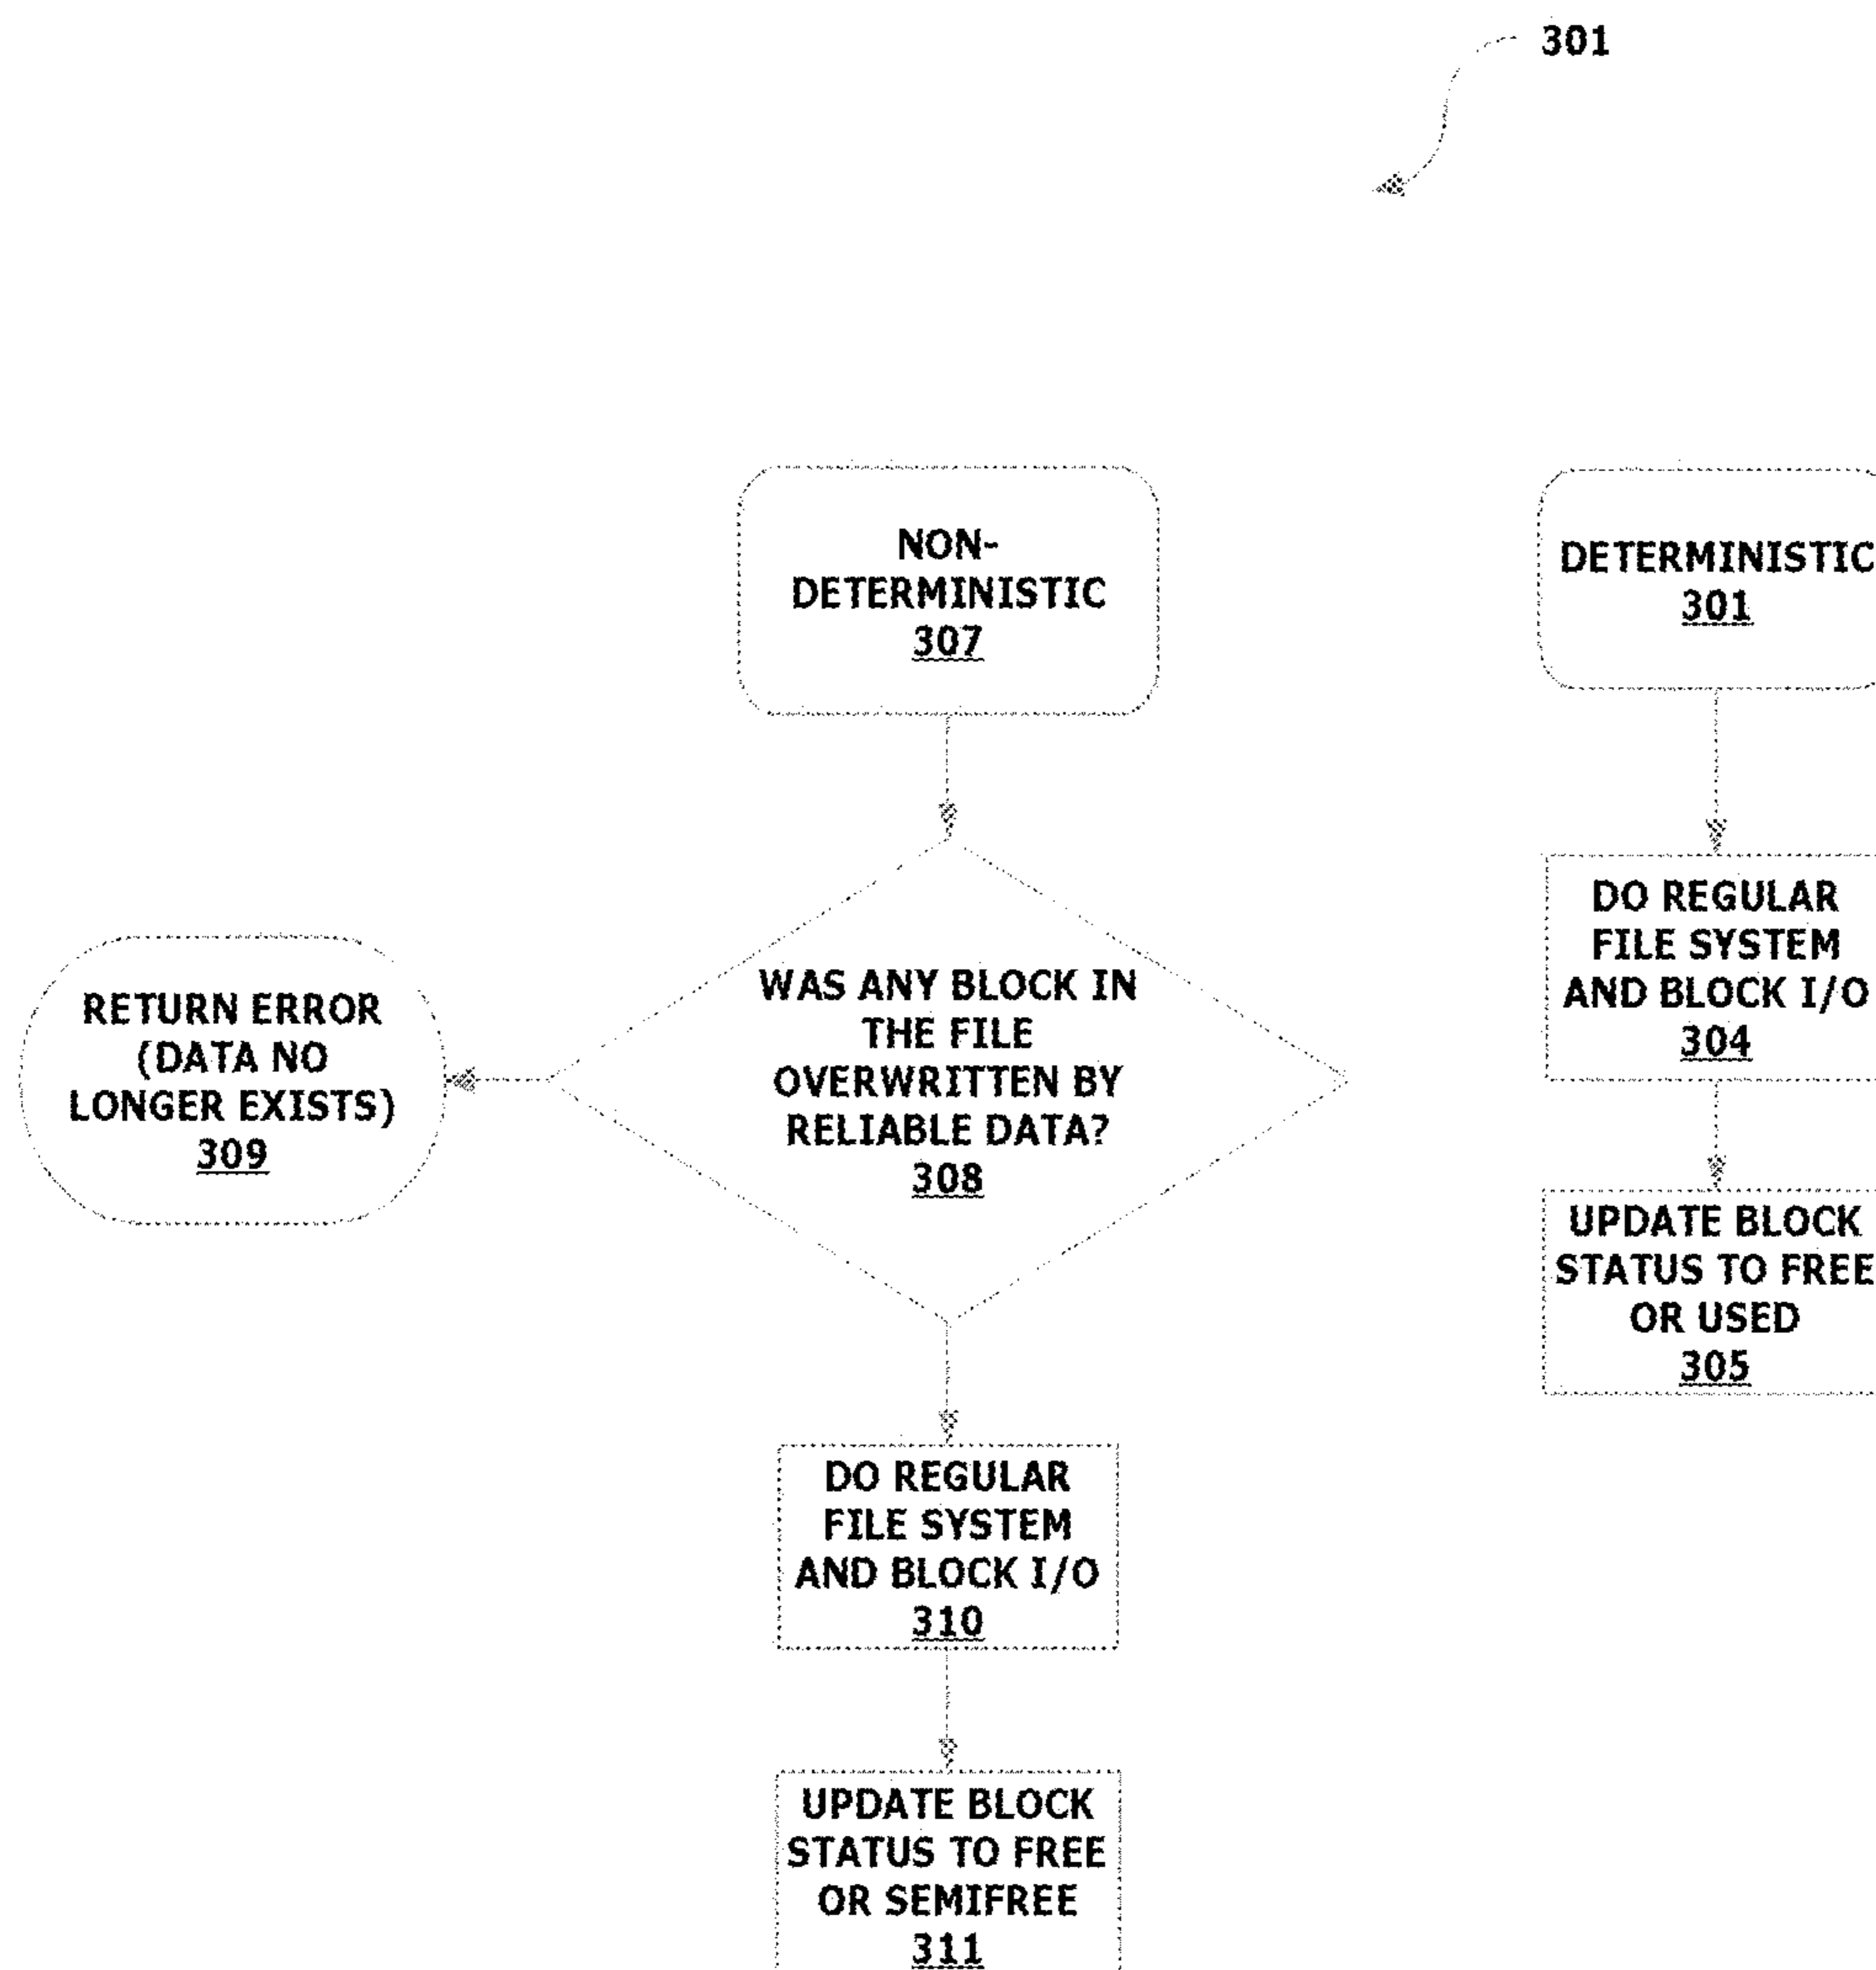 301
NON-
DETERMINISTIC
307
DETERMINISTIC
301
WAS ANY BLOCK IN
THE FILE
OVERWRITTEN BY
RELIABLE DATA?
308
RETURN ERROR
(DATA NO
LONGER EXISTS)
309
DO REGULAR
FILE SYSTEM
AND BLOCK I/O
304
UPDATE BLOCK
STATUS TO FREE
OR USED
305
DO REGULAR
FILE SYSTEM
AND BLOCK I/O
310
UPDATE BLOCK
STATUS TO FREE
OR SEMIFREE
311